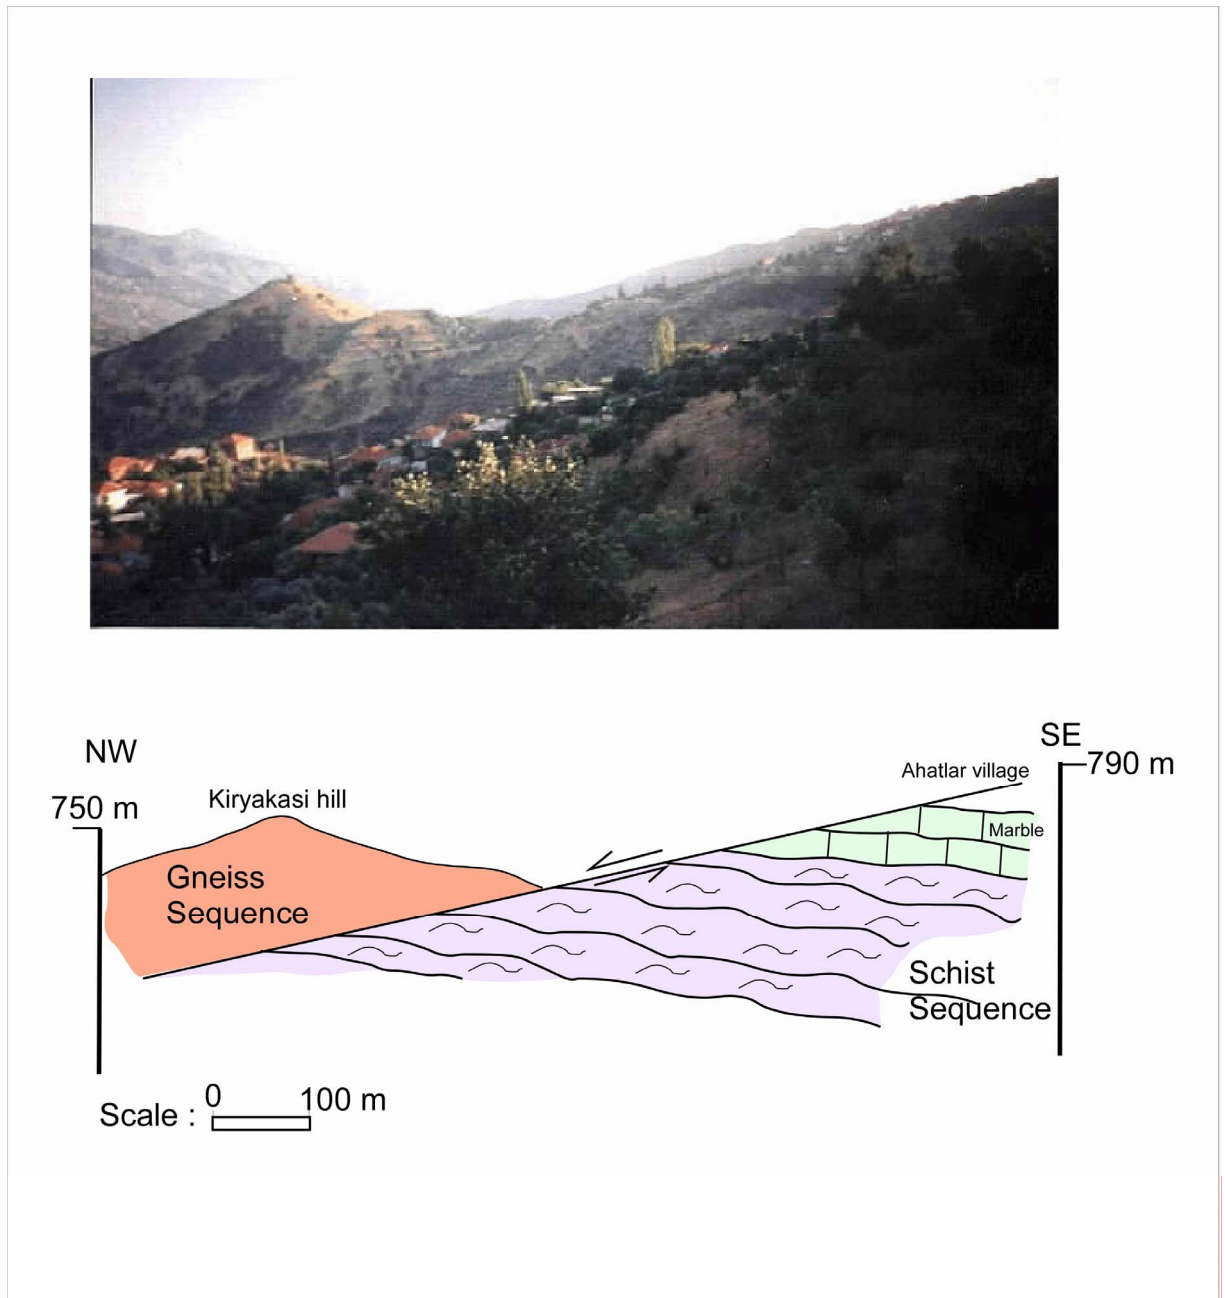 NW
SE
790 m
Ahatlar village
750 m
Kiryakasi hill
Marble
Gneiss
Sequence
Schist
Sequence
Scale :
0
100 m